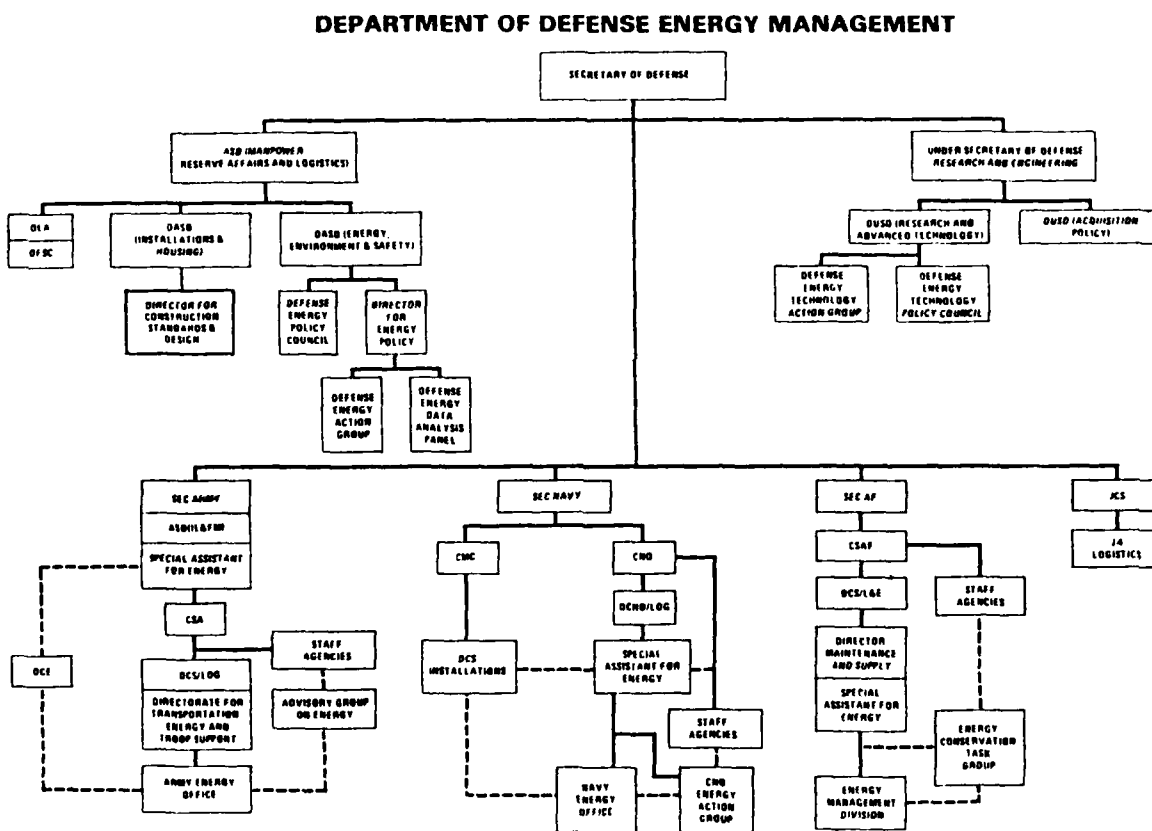 DEPARTMENT OF DEFENSE ENERGY MANAGEMENT
SECRETARY OF DEFENSE
ASD (MANPOWER
RESERVE AFFAIRS AND LOGISTICS)
UNDER SECRETARY OF DEFENSE
RESEARCH AND ENGINEERING
DLA
DFSC
DASD
(INSTALLATIONS &
HOUSING)
DASD (ENERGY,
ENVIRONMENT & SAFETY)
DUSD (RESEARCH AND
ADVANCED TECHNOLOGY)
DUSD (ACQUISITION
POLICY)
DIRECTOR FOR
CONSTRUCTION
STANDARDS &
DESIGN
DEFENSE
ENERGY
POLICY
COUNCIL
DIRECTOR
FOR
ENERGY
POLICY
DEFENSE
ENERGY
TECHNOLOGY
ACTION GROUP
DEFENSE
ENERGY
TECHNOLOGY
POLICY COUNCIL
DEFENSE
ENERGY
ACTION
GROUP
DEFENSE
ENERGY
DATA
ANALYSIS
PANEL
SEC ARMY
SPECIAL ASSISTANT
FOR ENERGY
CSA
OCE
STAFF
AGENCIES
DCS/LOG
DIRECTORATE FOR
TRANSPORTATION
ENERGY AND
TROOP SUPPORT
ADVISORY GROUP
ON ENERGY
ARMY ENERGY
OFFICE
SEC NAVY
CMC
CNO
DCNO/LOG
DCS
INSTALLATIONS
SPECIAL
ASSISTANT FOR
ENERGY
STAFF
AGENCIES
NAVY
ENERGY
OFFICE
CNO
ENERGY
ACTION
GROUP
SEC AF
CSAF
DCS/L&E
STAFF
AGENCIES
DIRECTOR
MAINTENANCE
AND SUPPLY
SPECIAL
ASSISTANT FOR
ENERGY
ENERGY
CONSERVATION
TASK
GROUP
ENERGY
MANAGEMENT
DIVISION
JCS
J4
LOGISTICS